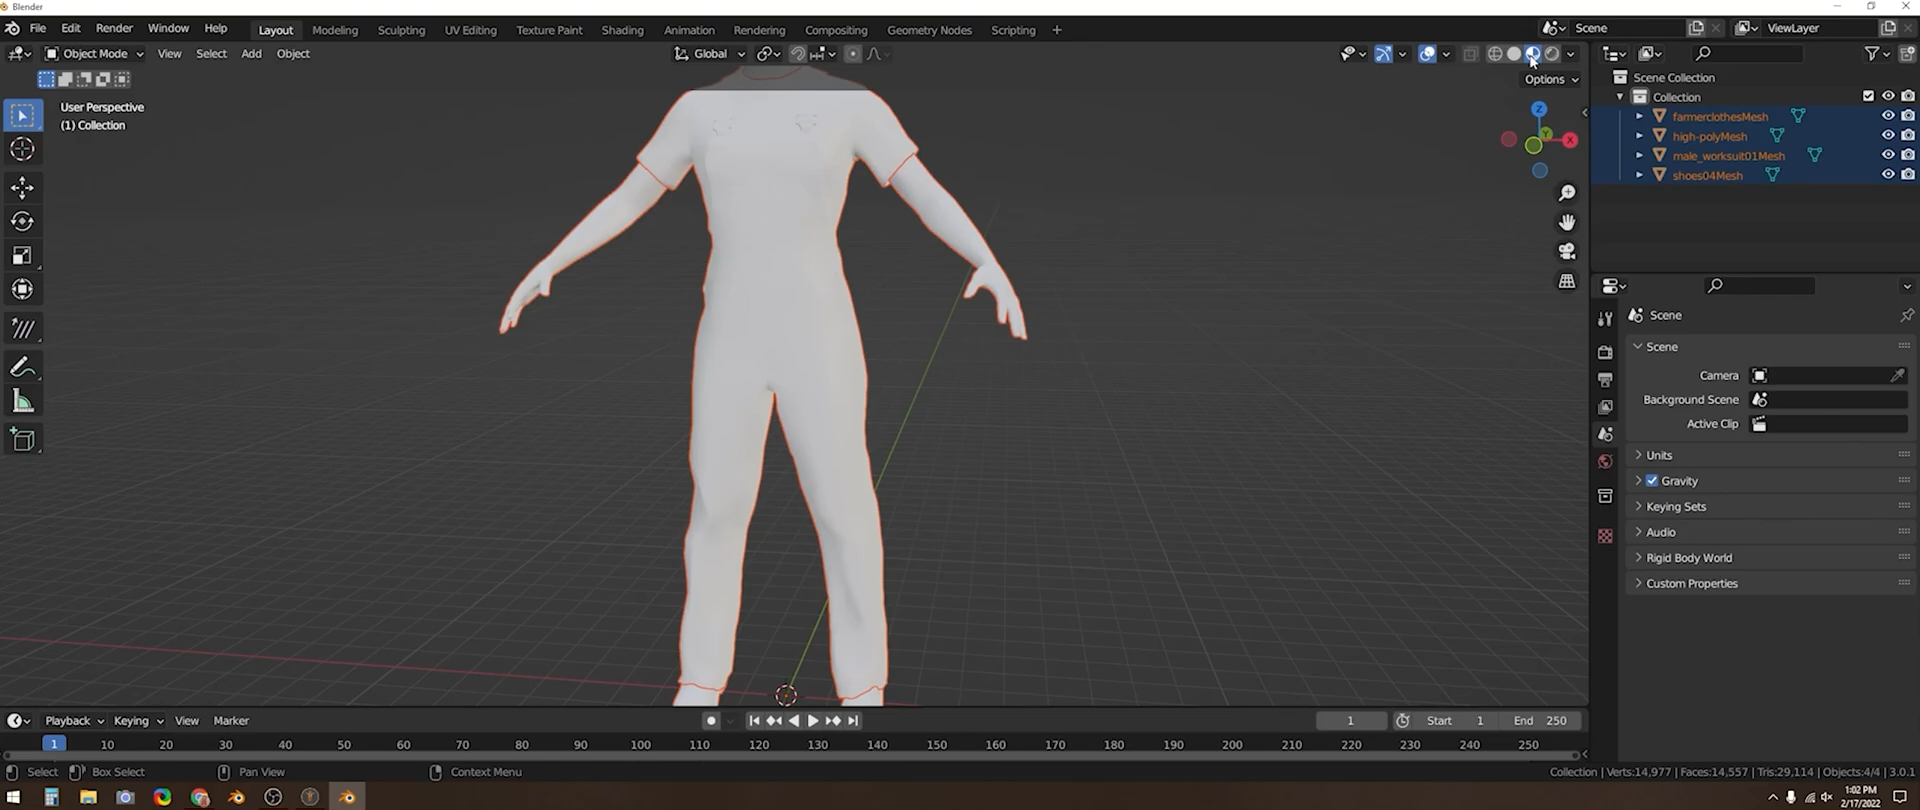 Blender
File Edit Render Window Help Layout Modeling Sculpting UV Editing Texture Paint Shading Animation Rendering Compositing Geometry Nodes Scripting + Scene ViewLayer
Object Mode View Select Add Object Global
Options
User Perspective
(1) Collection
Z
Y
X
Scene Collection
Collection
farmerclothesMesh
high-polyMesh
male_worksuit01Mesh
shoes04Mesh
Scene
Scene
Camera
Background Scene
Active Clip
Units
Gravity
Keying Sets
Audio
Rigid Body World
Custom Properties
Playback Keying View Marker 1 Start 1 End 250
1 10 20 30 40 50 60 70 80 90 100 110 120 130 140 150 160 170 180 190 200 210 220 230 240 250
Select Box Select Pan View Context Menu Collection | Verts:14,977 | Faces:14,557 | Tris:29,114 | Objects:4/4 | 3.0.1
1:02 PM
2/17/2022